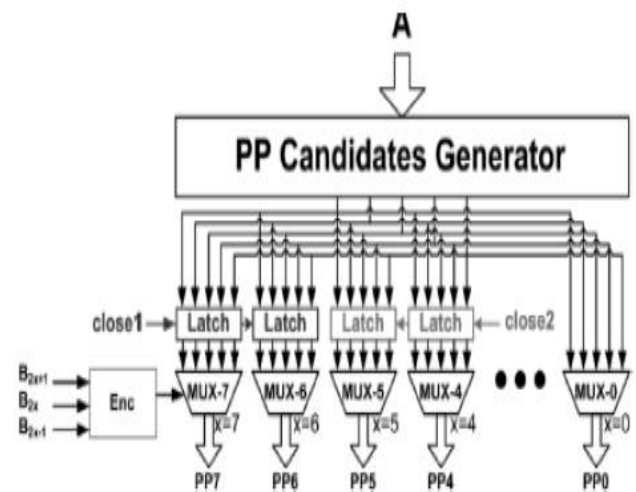 A
PP Candidates Generator
close1 Latch Latch Latch Latch close2
B2x+1
B2x
B2x-1
Enc
MUX-7 MUX-6 MUX-5 MUX-4 MUX-0
x=7 x=6 x=5 x=4 x=0
PP7 PP6 PP5 PP4 PP0